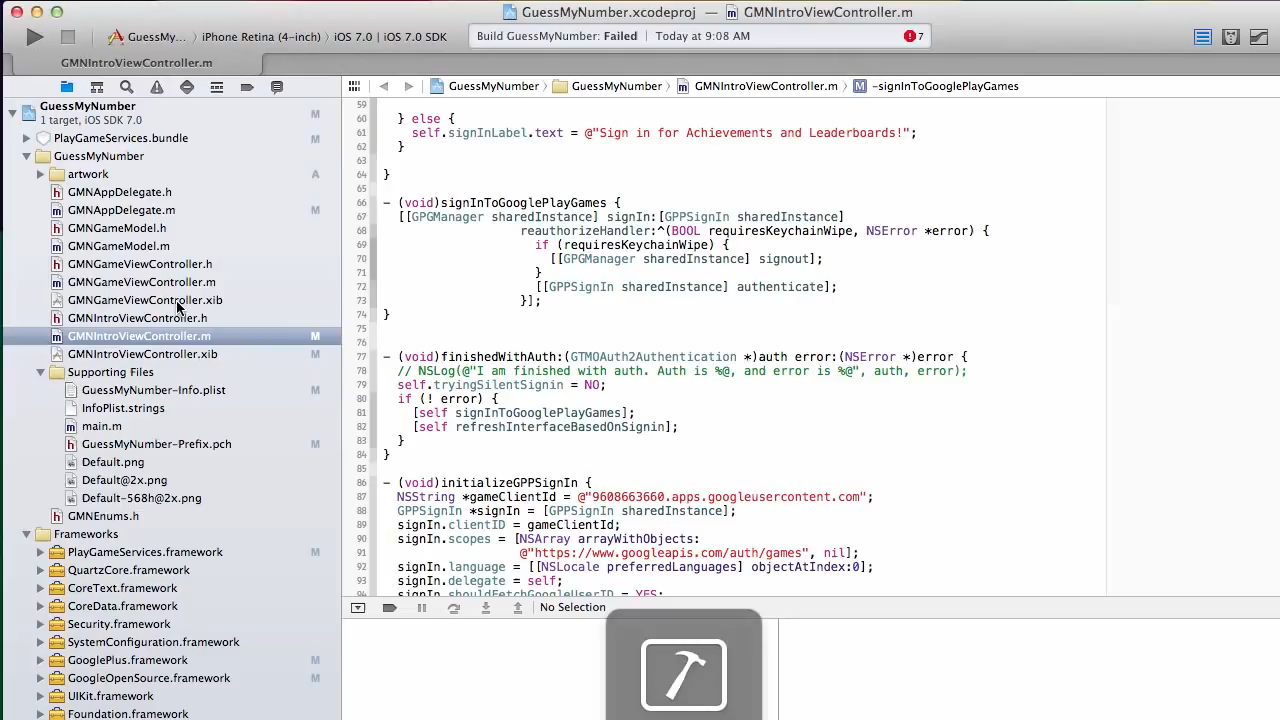 GuessMyNumber.xcodeproj — GMNIntroViewController.m
GuessMy... iPhone Retina (4-inch) iOS 7.0 | iOS 7.0 SDK
Build GuessMyNumber: Failed Today at 9:08 AM 7
GMNIntroViewController.m
GuessMyNumber GuessMyNumber GMNIntroViewController.m M -signInToGooglePlayGames
GuessMyNumber M
1 target, iOS SDK 7.0
PlayGameServices.bundle M
GuessMyNumber
artwork A
h GMNAppDelegate.h
m GMNAppDelegate.m M
h GMNGameModel.h
m GMNGameModel.m
h GMNGameViewController.h
m GMNGameViewController.m
GMNGameViewController.xib
h GMNIntroViewController.h
m GMNIntroViewController.m M
GMNIntroViewController.xib M
Supporting Files
GuessMyNumber-Info.plist M
InfoPlist.strings
m main.m
h GuessMyNumber-Prefix.pch M
Default.png
Default@2x.png
Default-568h@2x.png
h GMNEnums.h
Frameworks
PlayGameServices.framework M
QuartzCore.framework
CoreText.framework
CoreData.framework
Security.framework
SystemConfiguration.framework
GooglePlus.framework M
GoogleOpenSource.framework M
UIKit.framework
Foundation.framework
59
60 } else {
61 self.signInLabel.text = @"Sign in for Achievements and Leaderboards!";
62 }
63
64 }
65
66 - (void)signInToGooglePlayGames {
67 [[GPGManager sharedInstance] signIn:[GPPSignIn sharedInstance]
68 reauthorizeHandler:^(BOOL requiresKeychainWipe, NSError *error) {
69 if (requiresKeychainWipe) {
70 [[GPGManager sharedInstance] signout];
71 }
72 [[GPPSignIn sharedInstance] authenticate];
73 }];
74 }
75
76
77 - (void)finishedWithAuth:(GTMOAuth2Authentication *)auth error:(NSError *)error {
78 // NSLog(@"I am finished with auth. Auth is %@, and error is %@", auth, error);
79 self.tryingSilentSignin = NO;
80 if (! error) {
81 [self signInToGooglePlayGames];
82 [self refreshInterfaceBasedOnSignin];
83 }
84 }
85
86 - (void)initializeGPPSignIn {
87 NSString *gameClientId = @"9608663660.apps.googleusercontent.com";
88 GPPSignIn *signIn = [GPPSignIn sharedInstance];
89 signIn.clientID = gameClientId;
90 signIn.scopes = [NSArray arrayWithObjects:
91 @"https://www.googleapis.com/auth/games", nil];
92 signIn.language = [[NSLocale preferredLanguages] objectAtIndex:0];
93 signIn.delegate = self;
94 signIn.shouldFetchGoogleUserID = YES;
No Selection